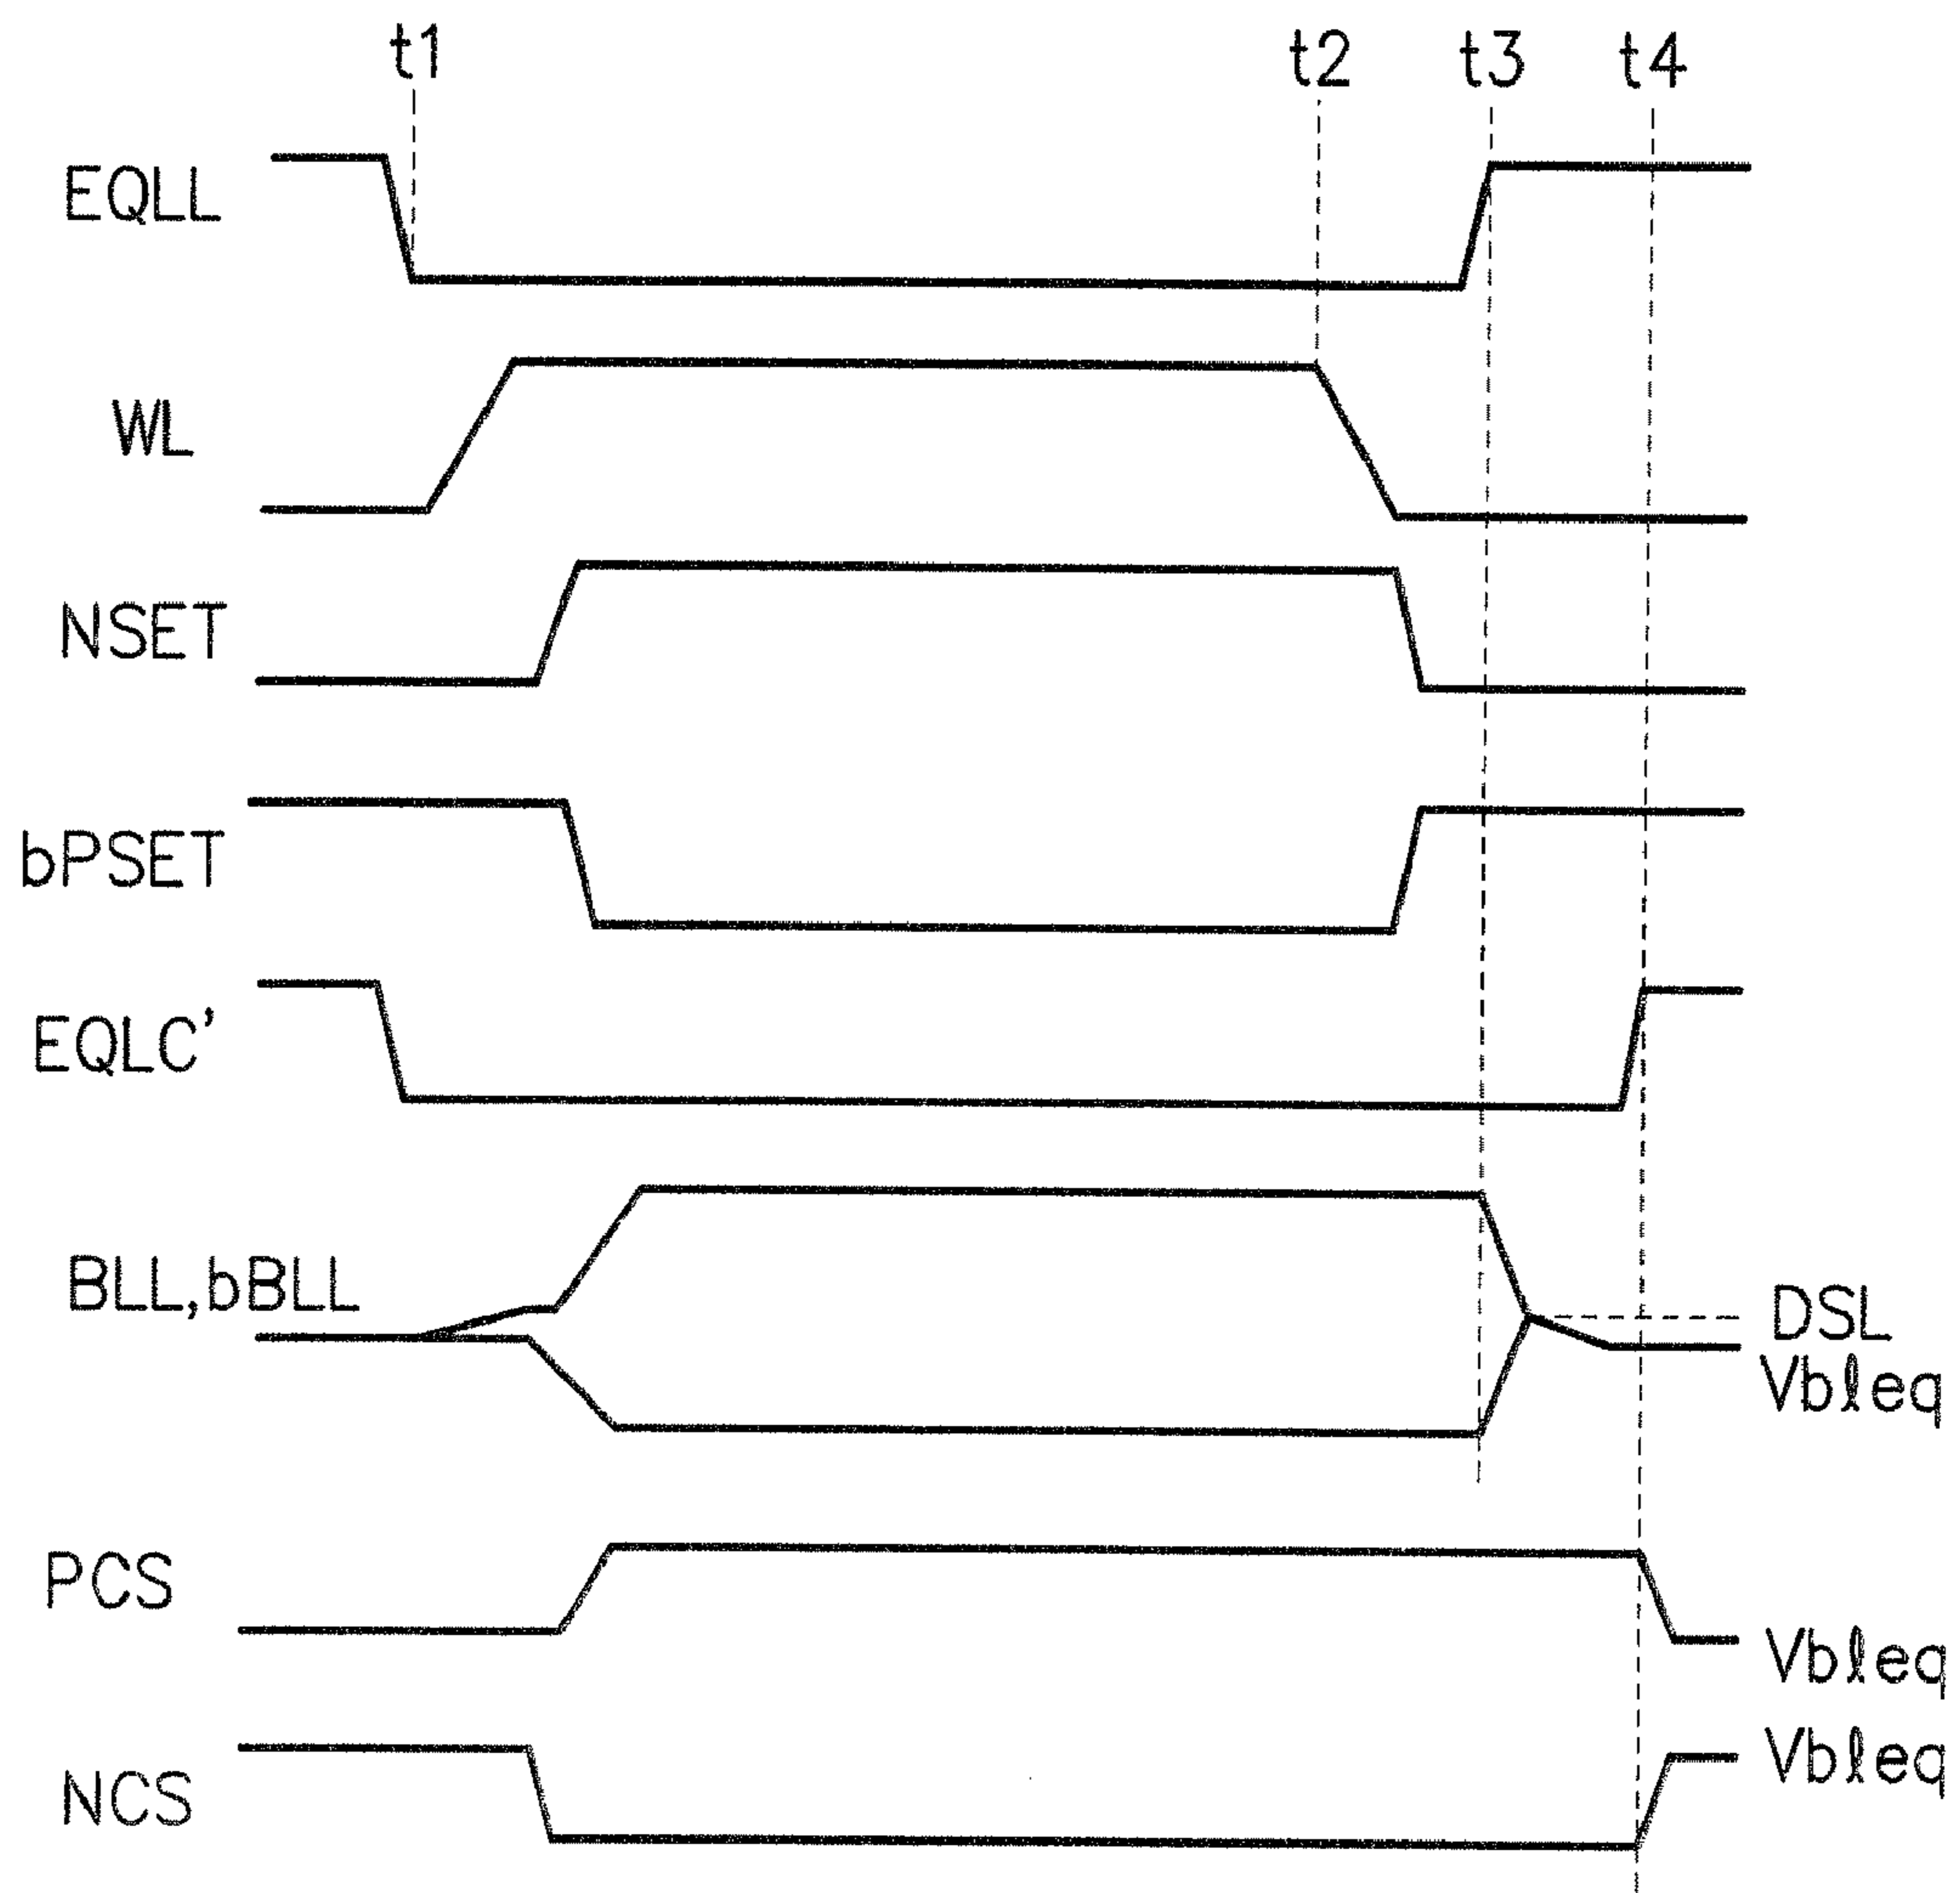 t1 t2 t3 t4
EQLL
WL
NSET
bPSET
EQLC'
BLL,bBLL
DSL
Vbleq
PCS
Vbleq
NCS
Vbleq